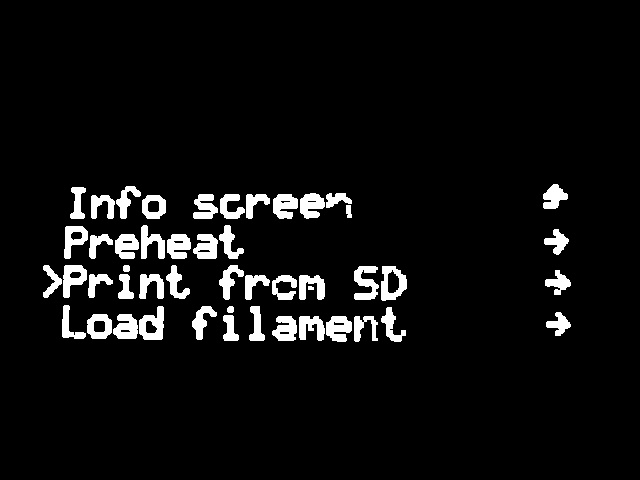 Info screen ↑
Preheat →
>Print from SD →
Load filament →